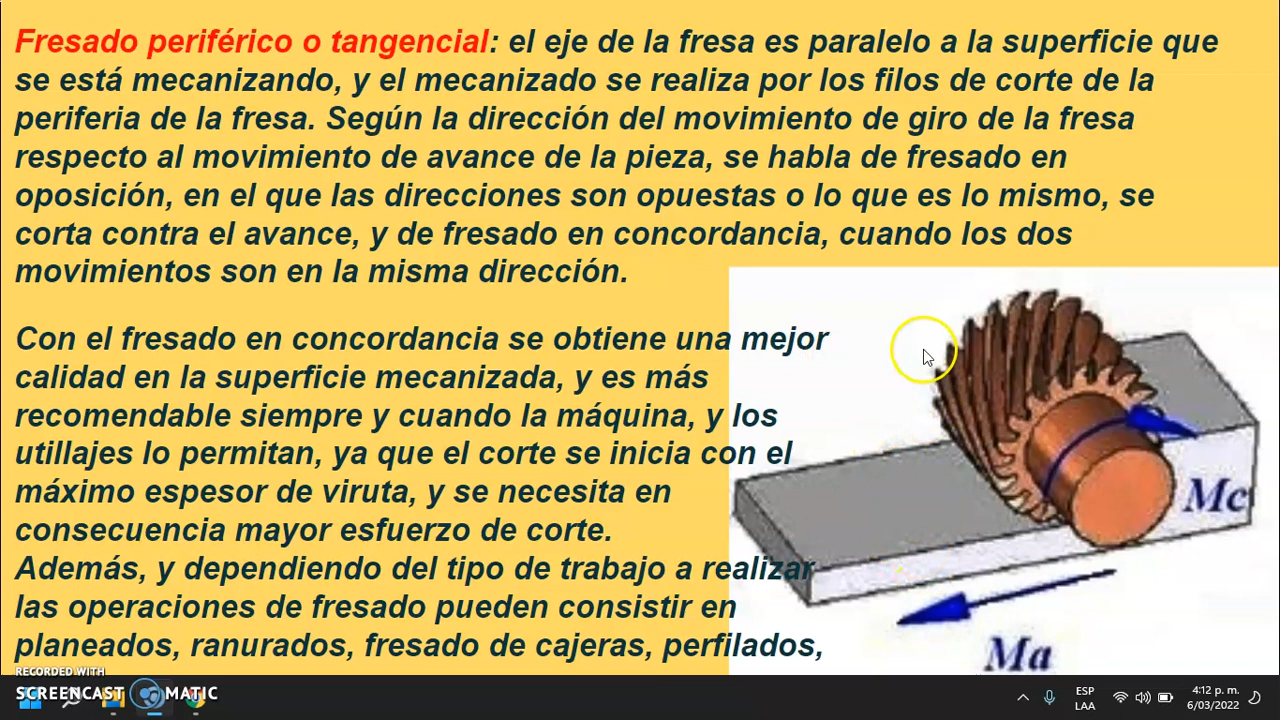 Fresado periférico o tangencial: el eje de la fresa es paralelo a la superficie que
se está mecanizando, y el mecanizado se realiza por los filos de corte de la
periferia de la fresa. Según la dirección del movimiento de giro de la fresa
respecto al movimiento de avance de la pieza, se habla de fresado en
oposición, en el que las direcciones son opuestas o lo que es lo mismo, se
corta contra el avance, y de fresado en concordancia, cuando los dos
movimientos son en la misma dirección.
Con el fresado en concordancia se obtiene una mejor
calidad en la superficie mecanizada, y es más
recomendable siempre y cuando la máquina, y los
utillajes lo permitan, ya que el corte se inicia con el
máximo espesor de viruta, y se necesita en
consecuencia mayor esfuerzo de corte.
Además, y dependiendo del tipo de trabajo a realizar
las operaciones de fresado pueden consistir en
planeados, ranurados, fresado de cajeras, perfilados,
Mc
Ma
RECORDED WITH
SCREENCAST MATIC
ESP
LAA
4:12 p. m.
6/03/2022